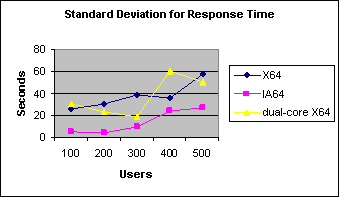 Standard Deviation for Response Time
80
60
40
20
0
Seconds
100 200 300 400 500
Users
X64
IA64
dual-core X64